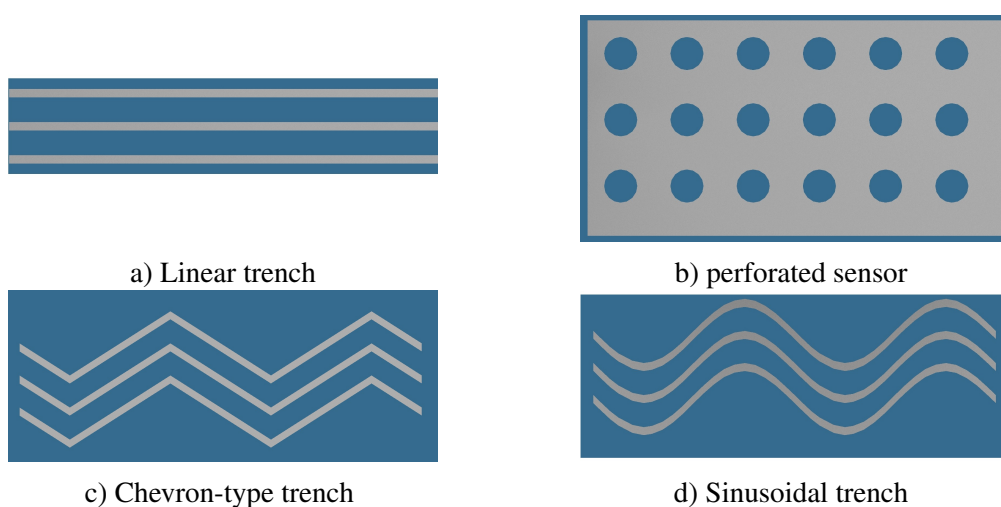 a) Linear trench
b) perforated sensor
c) Chevron-type trench
d) Sinusoidal trench